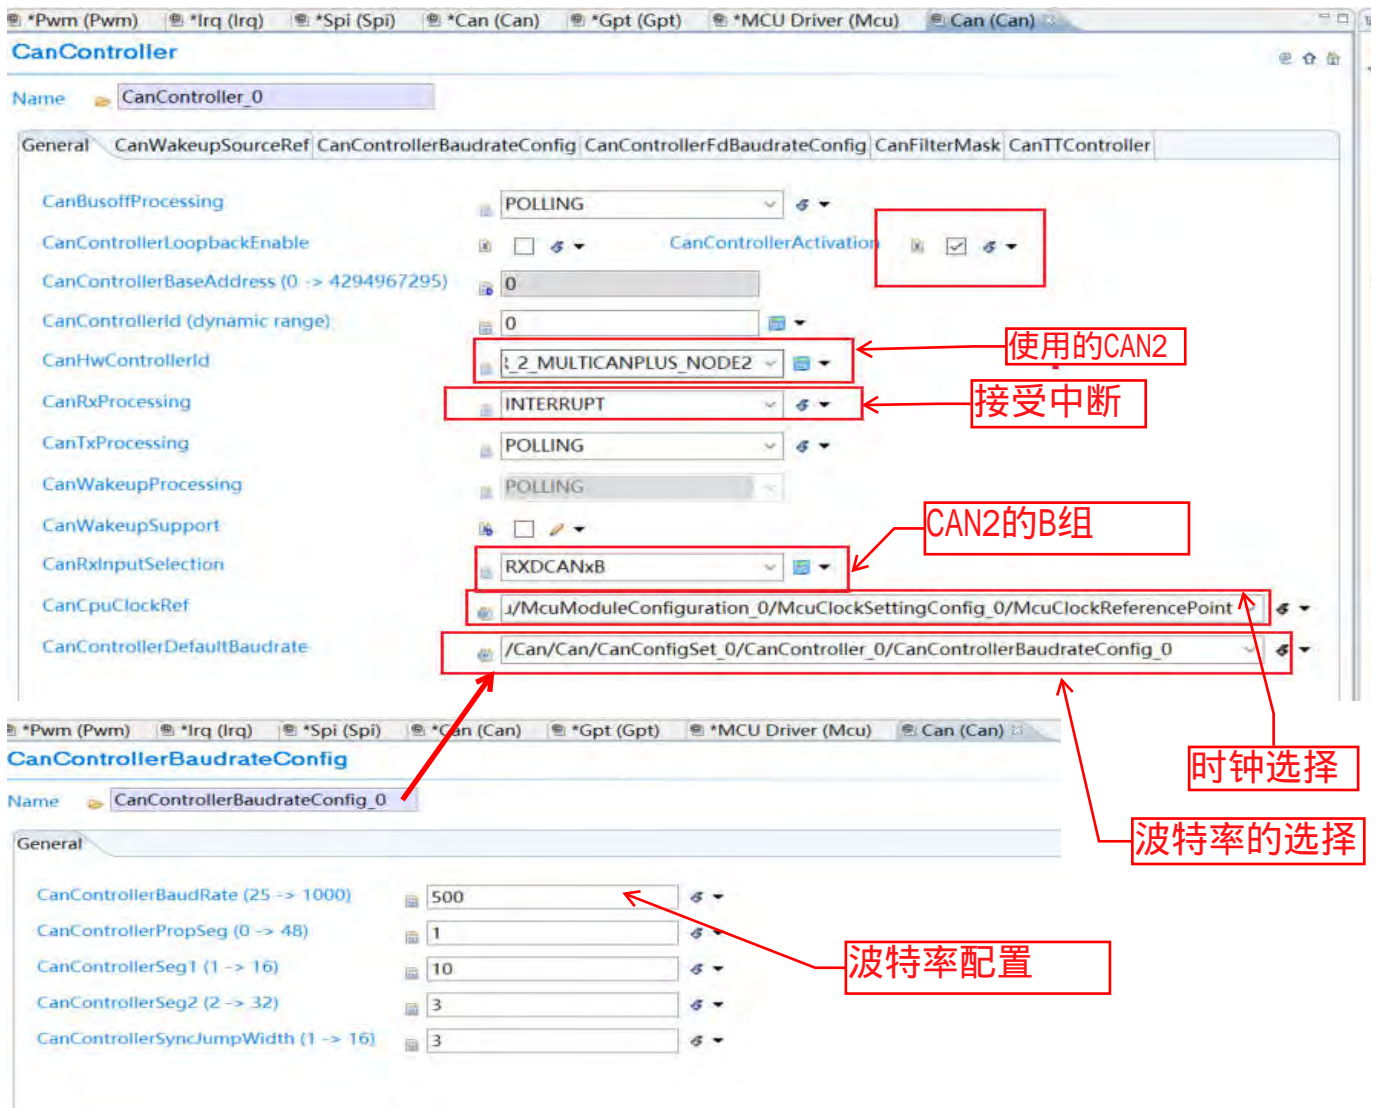 *Pwm (Pwm) *Irq (Irq) *Spi (Spi) *Can (Can) *Gpt (Gpt) *MCU Driver (Mcu) Can (Can)
CanController
Name CanController_0
General CanWakeupSourceRef CanControllerBaudrateConfig CanControllerFdBaudrateConfig CanFilterMask CanTTController
CanBusoffProcessing POLLING
CanControllerLoopbackEnable CanControllerActivation
CanControllerBaseAddress (0 -> 4294967295) 0
CanControllerId (dynamic range) 0
使用的CAN2
CanHwControllerId _2_MULTICANPLUS_NODE2
CanRxProcessing INTERRUPT 接受中断
CanTxProcessing POLLING
CanWakeupProcessing POLLING
CanWakeupSupport CAN2的B组
CanRxInputSelection RXDCANxB
CanCpuClockRef /McuModuleConfiguration_0/McuClockSettingConfig_0/McuClockReferencePoint
CanControllerDefaultBaudrate /Can/Can/CanConfigSet_0/CanController_0/CanControllerBaudrateConfig_0
*Pwm (Pwm) *Irq (Irq) *Spi (Spi) *Can (Can) *Gpt (Gpt) *MCU Driver (Mcu) Can (Can)
CanControllerBaudrateConfig
时钟选择
Name CanControllerBaudrateConfig_0
General
波特率的选择
CanControllerBaudRate (25 -> 1000) 500
CanControllerPropSeg (0 -> 48) 1
波特率配置
CanControllerSeg1 (1 -> 16) 10
CanControllerSeg2 (2 -> 32) 3
CanControllerSyncJumpWidth (1 -> 16) 3